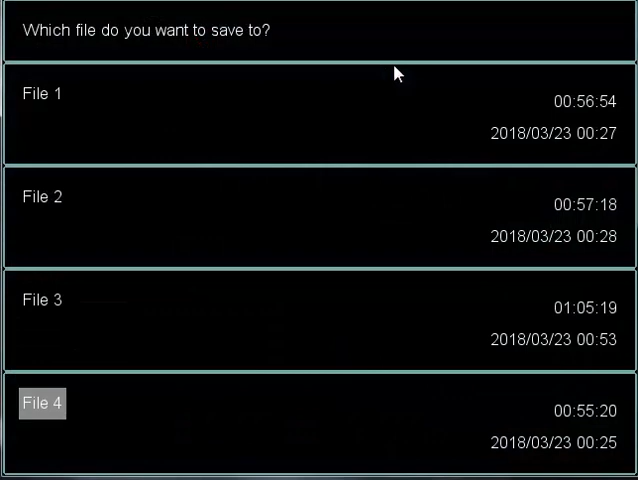 Which file do you want to save to?
File 1
00:56:54
2018/03/23 00:27
File 2
00:57:18
2018/03/23 00:28
File 3
01:05:19
2018/03/23 00:53
File 4
00:55:20
2018/03/23 00:25